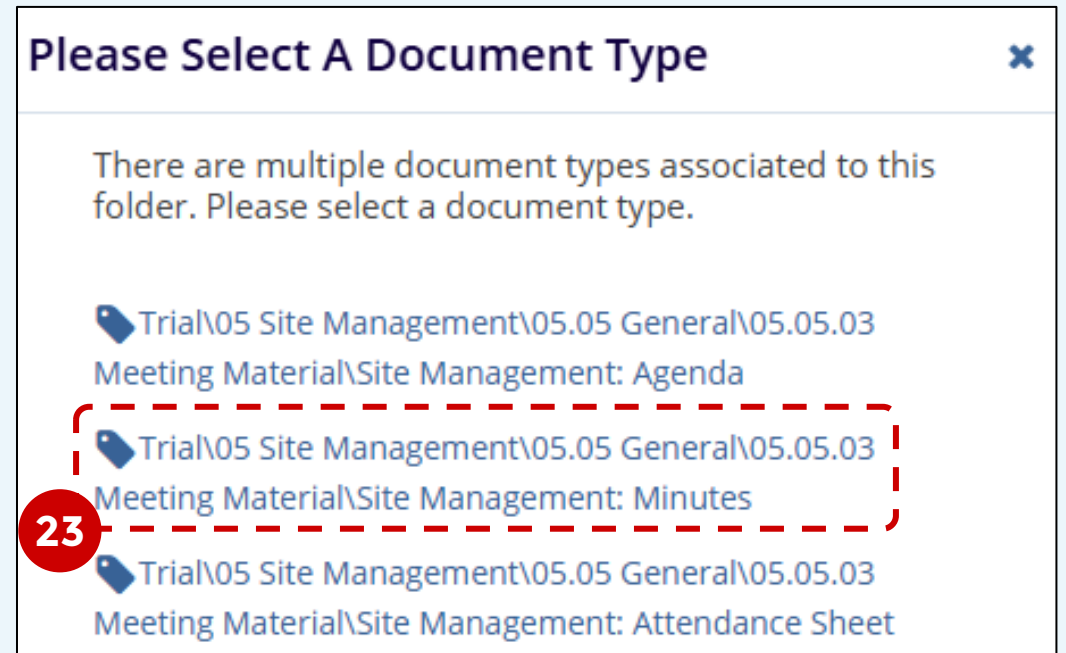 Please Select A Document Type
There are multiple document types associated to this
folder. Please select a document type.
Trial\05 Site Management\05.05 General\05.05.03
Meeting Material\Site Management: Agenda
Trial\05 Site Management\05.05 General\05.05.03
Meeting Material\Site Management: Minutes
23
Trial\05 Site Management\05.05 General\05.05.03
Meeting Material\Site Management: Attendance Sheet